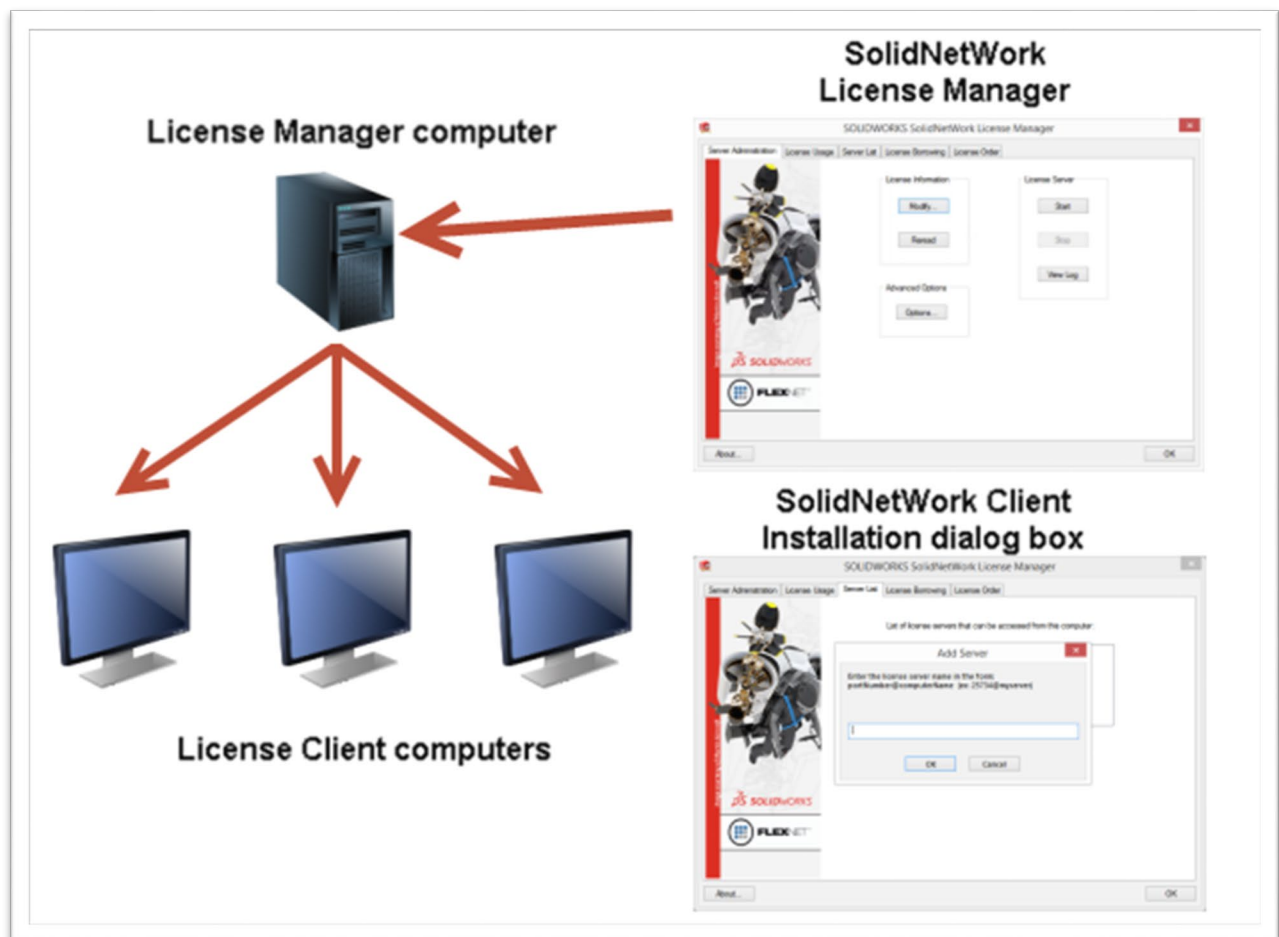 SolidNetWork
License Manager
License Manager computer
SOLIDWORKS SolidNetWork License Manager
Server Administration License Usage Server List License Borrowing License Order
License Information
License Server
Modify...
Start
Reread
Stop
View Log
Advanced Options
Options...
SOLIDWORKS
FLEXNET
About...
OK
SolidNetWork Client
Installation dialog box
SOLIDWORKS SolidNetWork License Manager
Server Administration License Usage Server List License Borrowing License Order
List of license servers that can be accessed from this computer:
Add Server
Enter the license server name in the form:
portNumber@computerName (ex: 25734@myserver)
OK Cancel
SOLIDWORKS
FLEXNET
About...
OK
License Client computers